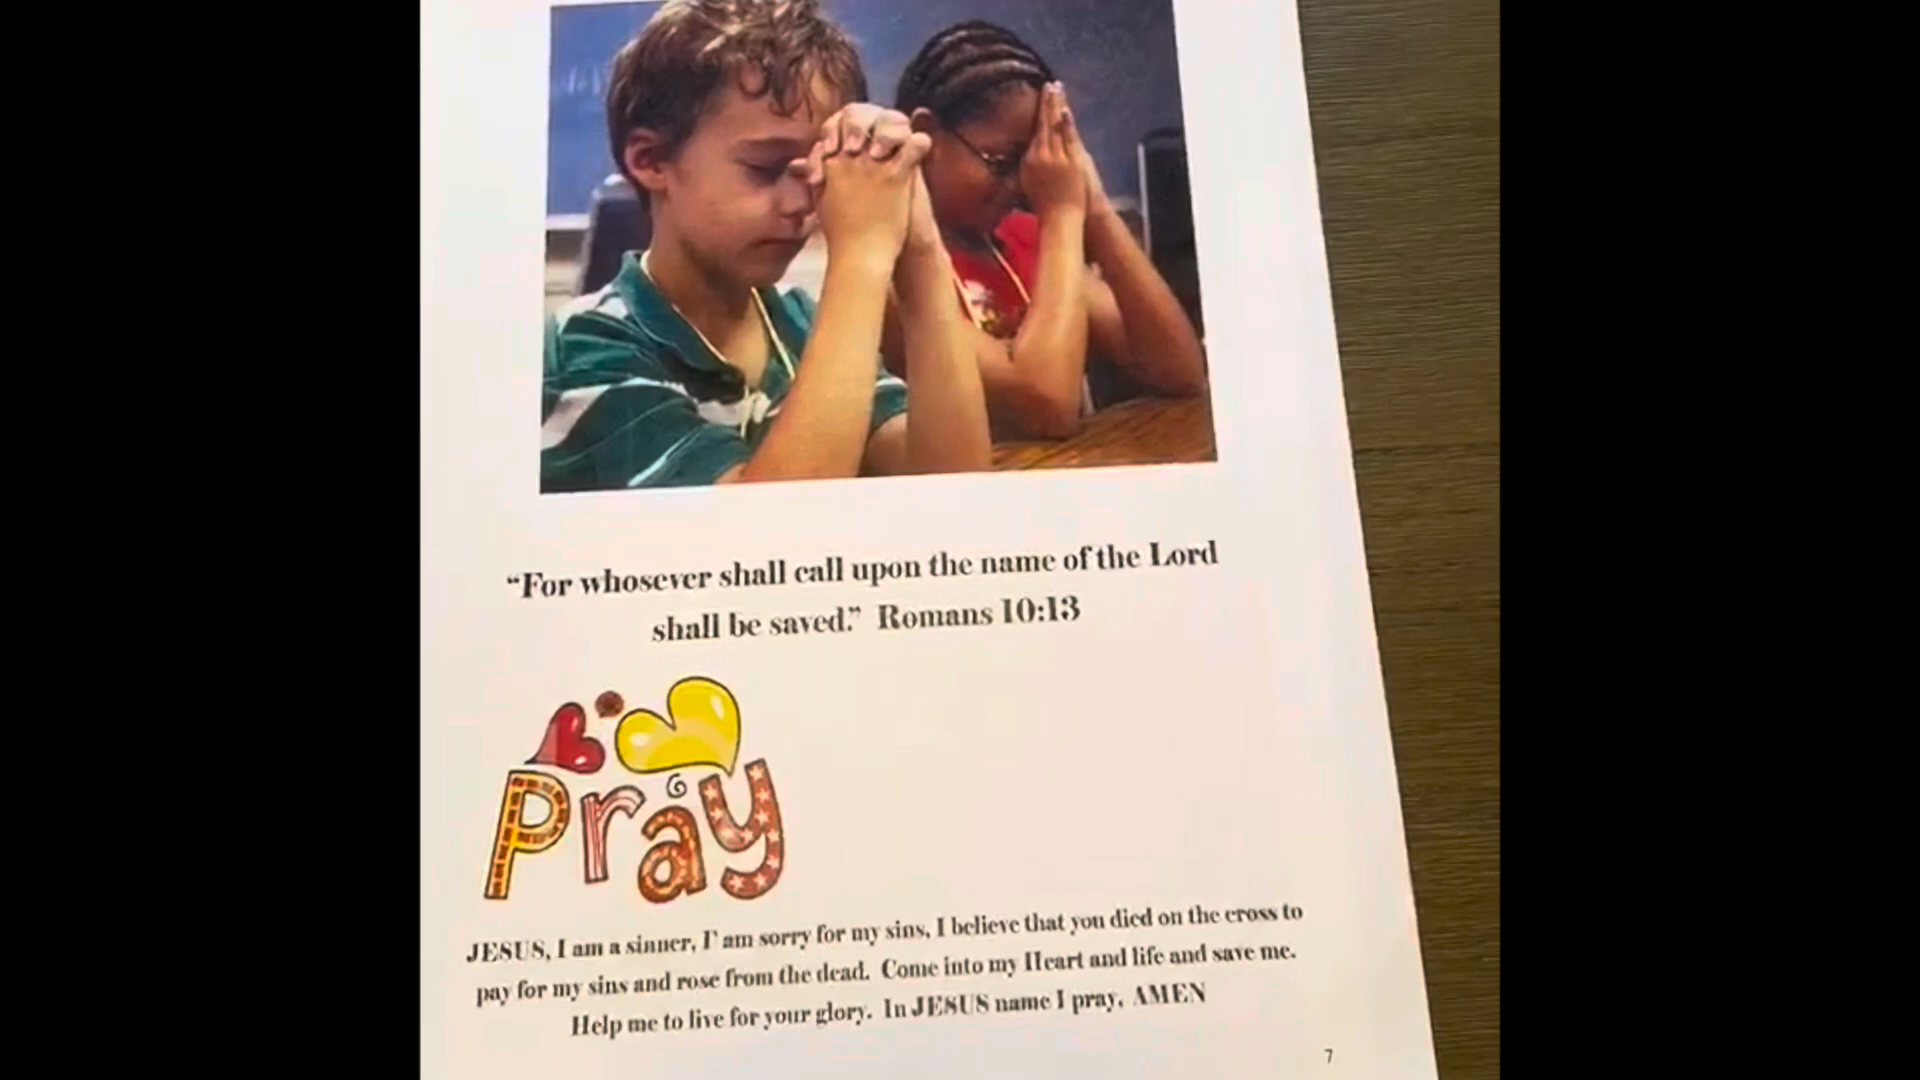 “For whosever shall call upon the name of the Lord
shall be saved.” Romans 10:13
pray
JESUS, I am a sinner, I' am sorry for my sins, I believe that you died on the cross to
pay for my sins and rose from the dead. Come into my Heart and life and save me.
Help me to live for your glory. In JESUS name I pray, AMEN
7